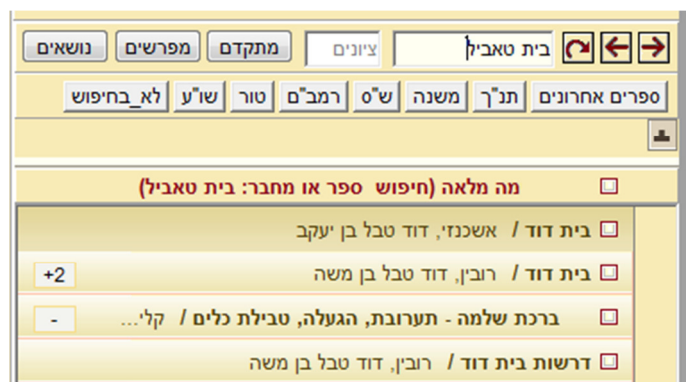 בית טאביל ציונים מתקדם מפרשים נושאים
ספרים אחרונים תנ"ך משנה ש"ס רמב"ם טור שו"ע לא_בחיפוש
מה מלאה (חיפוש ספר או מחבר: בית טאביל)
בית דוד / אשכנזי, דוד טבל בן יעקב
בית דוד / רובין, דוד טבל בן משה +2
ברכת שלמה - תערובת, הגעלה, טבילת כלים / קלי... -
דרשות בית דוד / רובין, דוד טבל בן משה